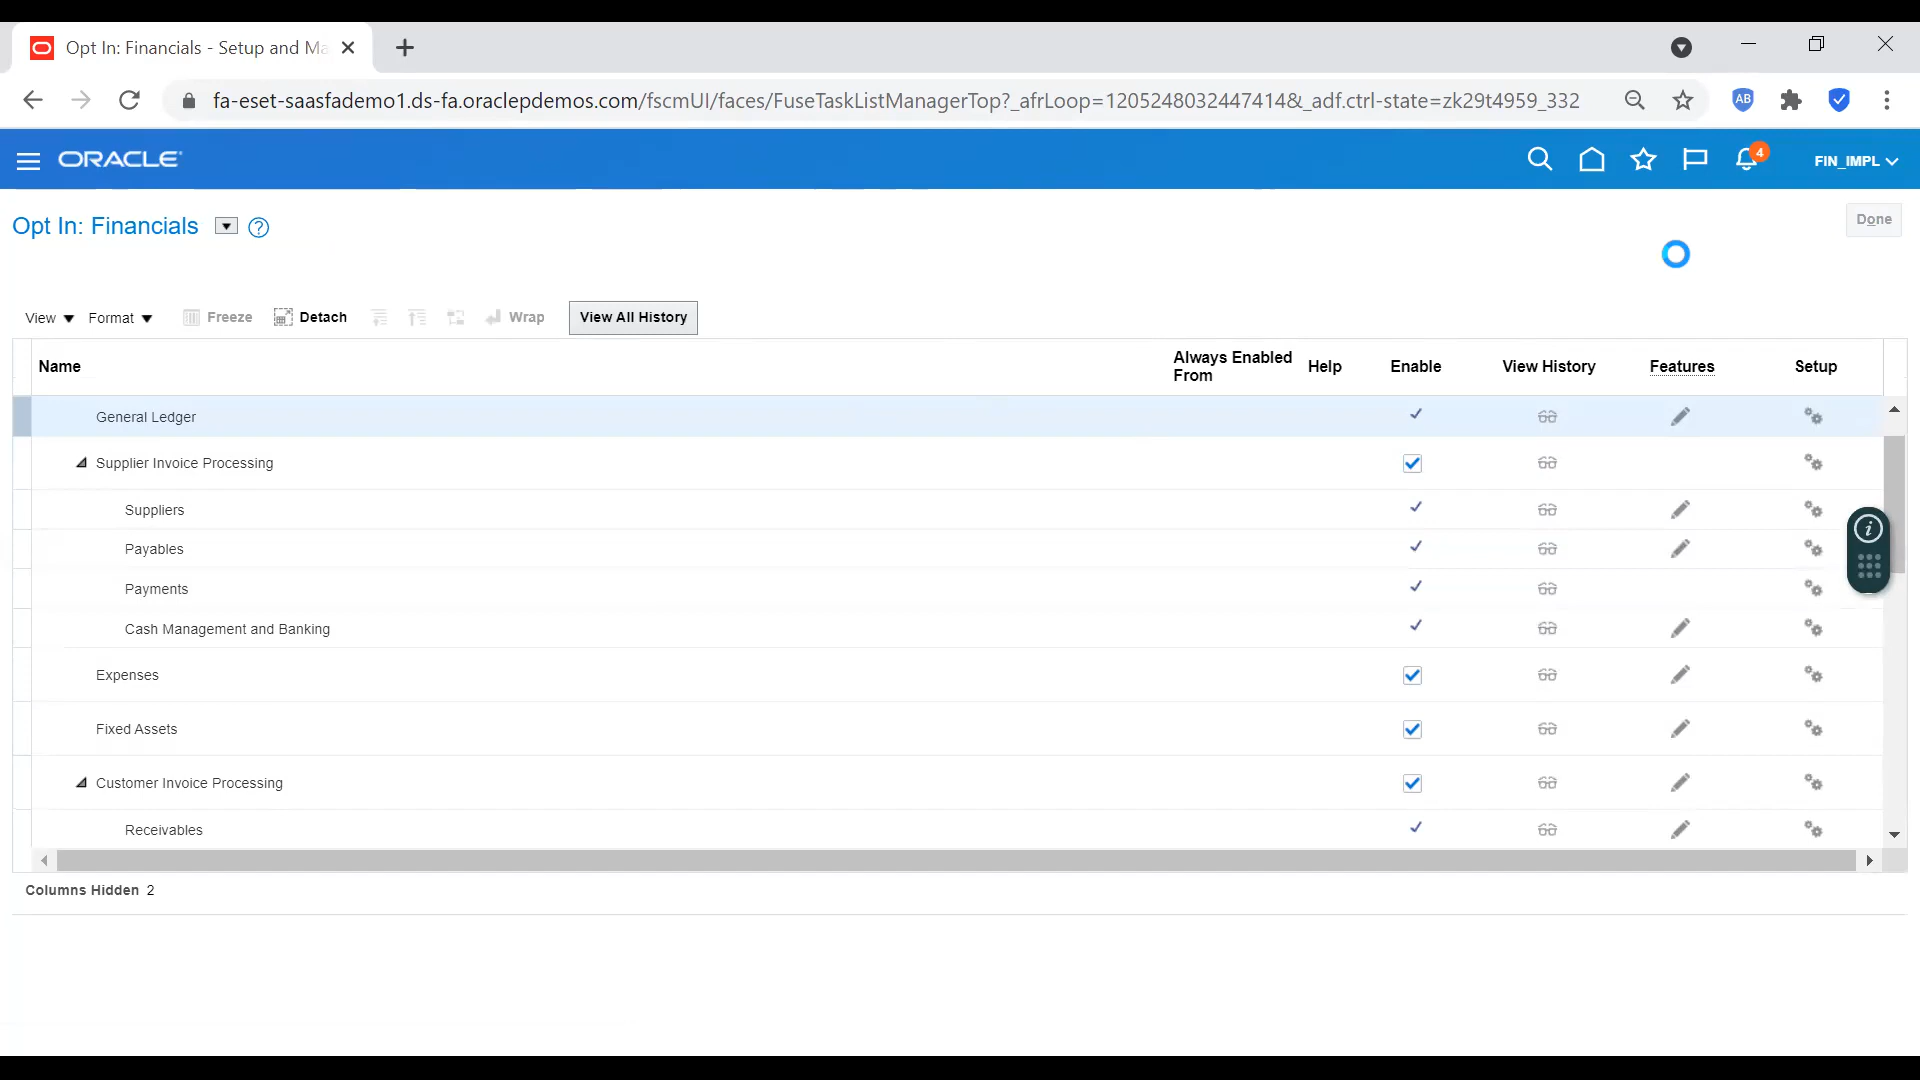 Opt In: Financials - Setup and Ma
fa-eset-saasfademo1.ds-fa.oraclepdemos.com/fscmUI/faces/FuseTaskListManagerTop?_afrLoop=1205248032447414&_adf.ctrl-state=zk29t4959_332
AB
ORACLE
4
FIN_IMPL
Opt In: Financials
?
Done
View Format Freeze Detach Wrap View All History
Name Always Enabled From Help Enable View History Features Setup
General Ledger
Supplier Invoice Processing
Suppliers
Payables
Payments
Cash Management and Banking
Expenses
Fixed Assets
Customer Invoice Processing
Receivables
Columns Hidden 2